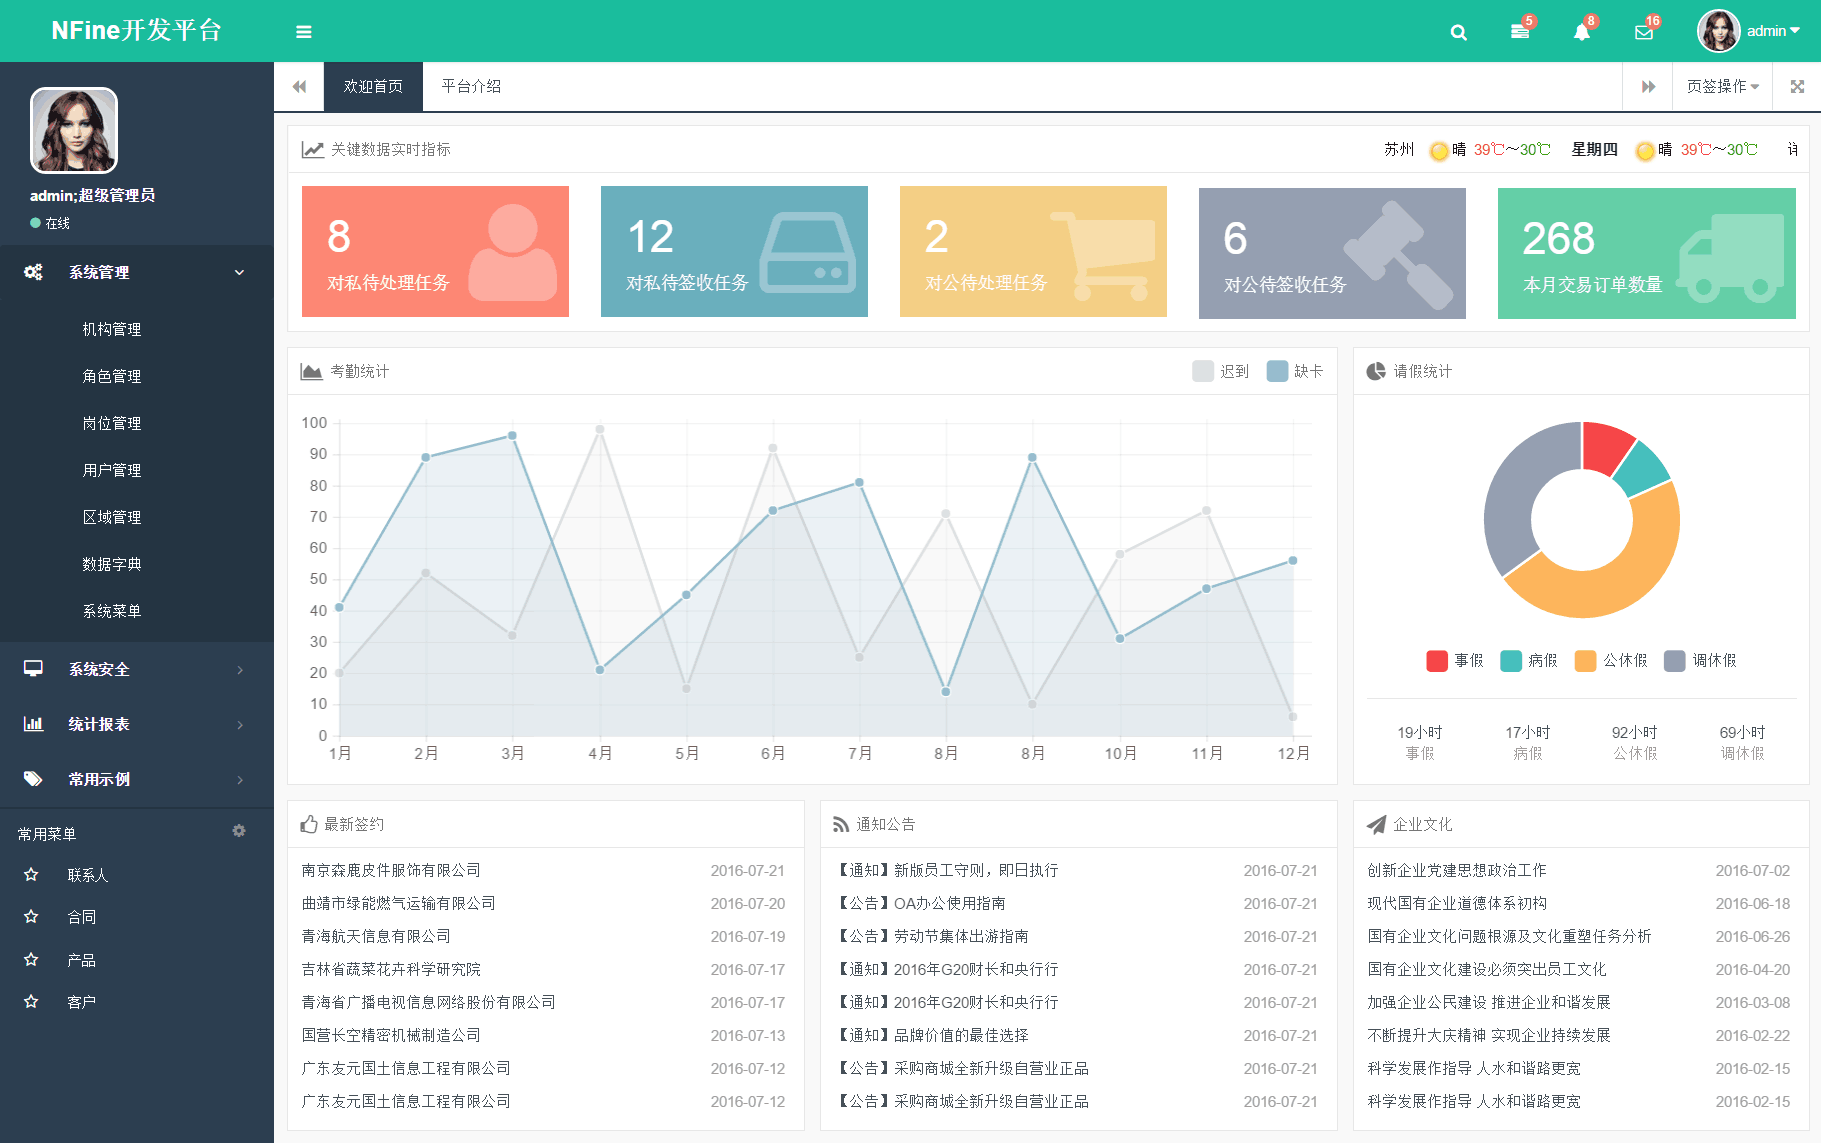 NFine开发平台
5 8 16 admin
欢迎首页 平台介绍 页签操作
admin;超级管理员
在线
系统管理
机构管理
角色管理
岗位管理
用户管理
区域管理
数据字典
系统菜单
系统安全
统计报表
常用示例
常用菜单
联系人
合同
产品
客户
关键数据实时指标 苏州 晴 39℃～30℃ 星期四 晴 39℃～30℃
8
对私待处理任务
12
对私待签收任务
2
对公待处理任务
6
对公待签收任务
268
本月交易订单数量
考勤统计 迟到 缺卡
100
90
80
70
60
50
40
30
20
10
0
1月 2月 3月 4月 5月 6月 7月 8月 8月 10月 11月 12月
请假统计
事假 病假 公休假 调休假
19小时 17小时 92小时 69小时
事假 病假 公休假 调休假
最新签约
南京森鹿皮件服饰有限公司 2016-07-21
曲靖市绿能燃气运输有限公司 2016-07-20
青海航天信息有限公司 2016-07-19
吉林省蔬菜花卉科学研究院 2016-07-17
青海省广播电视信息网络股份有限公司 2016-07-17
国营长空精密机械制造公司 2016-07-13
广东友元国土信息工程有限公司 2016-07-12
广东友元国土信息工程有限公司 2016-07-12
通知公告
【通知】新版员工守则，即日执行 2016-07-21
【公告】OA办公使用指南 2016-07-21
【公告】劳动节集体出游指南 2016-07-21
【通知】2016年G20财长和央行行 2016-07-21
【通知】2016年G20财长和央行行 2016-07-21
【通知】品牌价值的最佳选择 2016-07-21
【公告】采购商城全新升级自营业正品 2016-07-21
【公告】采购商城全新升级自营业正品 2016-07-21
企业文化
创新企业党建思想政治工作 2016-07-02
现代国有企业道德体系初构 2016-06-18
国有企业文化问题根源及文化重塑任务分析 2016-06-26
国有企业文化建设必须突出员工文化 2016-04-20
加强企业公民建设 推进企业和谐发展 2016-03-08
不断提升大庆精神 实现企业持续发展 2016-02-22
科学发展作指导 人水和谐路更宽 2016-02-15
科学发展作指导 人水和谐路更宽 2016-02-15